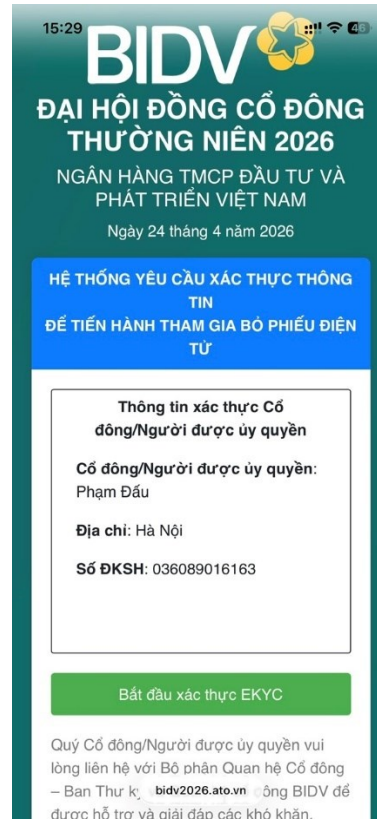 15:29
46
BIDV
ĐẠI HỘI ĐỒNG CỔ ĐÔNG
THƯỜNG NIÊN 2026
NGÂN HÀNG TMCP ĐẦU TƯ VÀ
PHÁT TRIỂN VIỆT NAM
Ngày 24 tháng 4 năm 2026
HỆ THỐNG YÊU CẦU XÁC THỰC THÔNG
TIN
ĐỂ TIẾN HÀNH THAM GIA BỎ PHIẾU ĐIỆN
TỬ
Thông tin xác thực Cổ
đông/Người được ủy quyền
Cổ đông/Người được ủy quyền:
Phạm Đấu
Địa chỉ: Hà Nội
Số ĐKSH: 036089016163
Bắt đầu xác thực EKYC
Quý Cổ đông/Người được ủy quyền vui
lòng liên hệ với Bộ phân Quan hệ Cổ đông
– Ban Thư ký công BIDV để
bidv2026.ato.vn
được hỗ trợ và giải đáp các khó khăn.